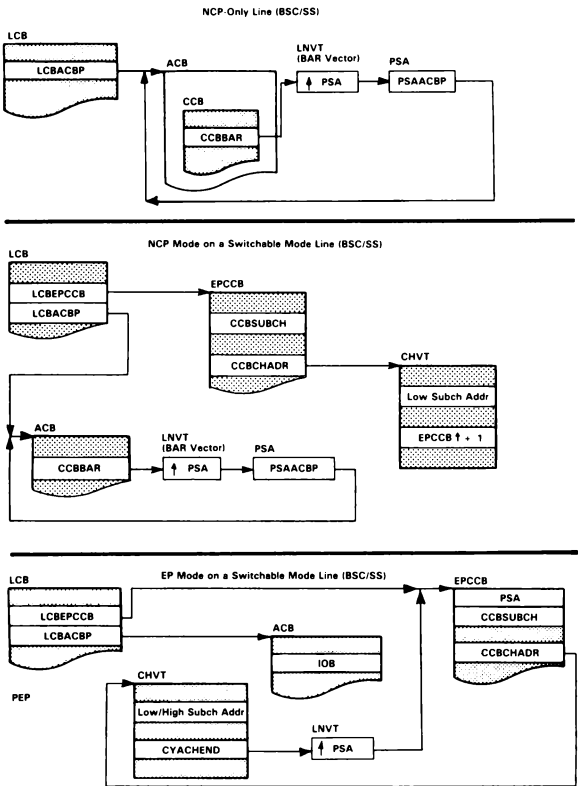 NCP-Only Line (BSC/SS)
LCB
LCBACBP
ACB
CCB
CCBBAR
LNVT
(BAR Vector)
↑ PSA
PSA
PSAACBP
NCP Mode on a Switchable Mode Line (BSC/SS)
LCB
LCBEPCCB
LCBACBP
EPCCB
CCBSUBCH
CCBCHADR
CHVT
Low Subch Addr
EPCCB ↑ + 1
ACB
CCBBAR
LNVT
(BAR Vector)
↑ PSA
PSA
PSAACBP
EP Mode on a Switchable Mode Line (BSC/SS)
LCB
LCBEPCCB
LCBACBP
ACB
IOB
EPCCB
PSA
CCBSUBCH
CCBCHADR
PEP
CHVT
Low/High Subch Addr
CYACHEND
LNVT
↑ PSA